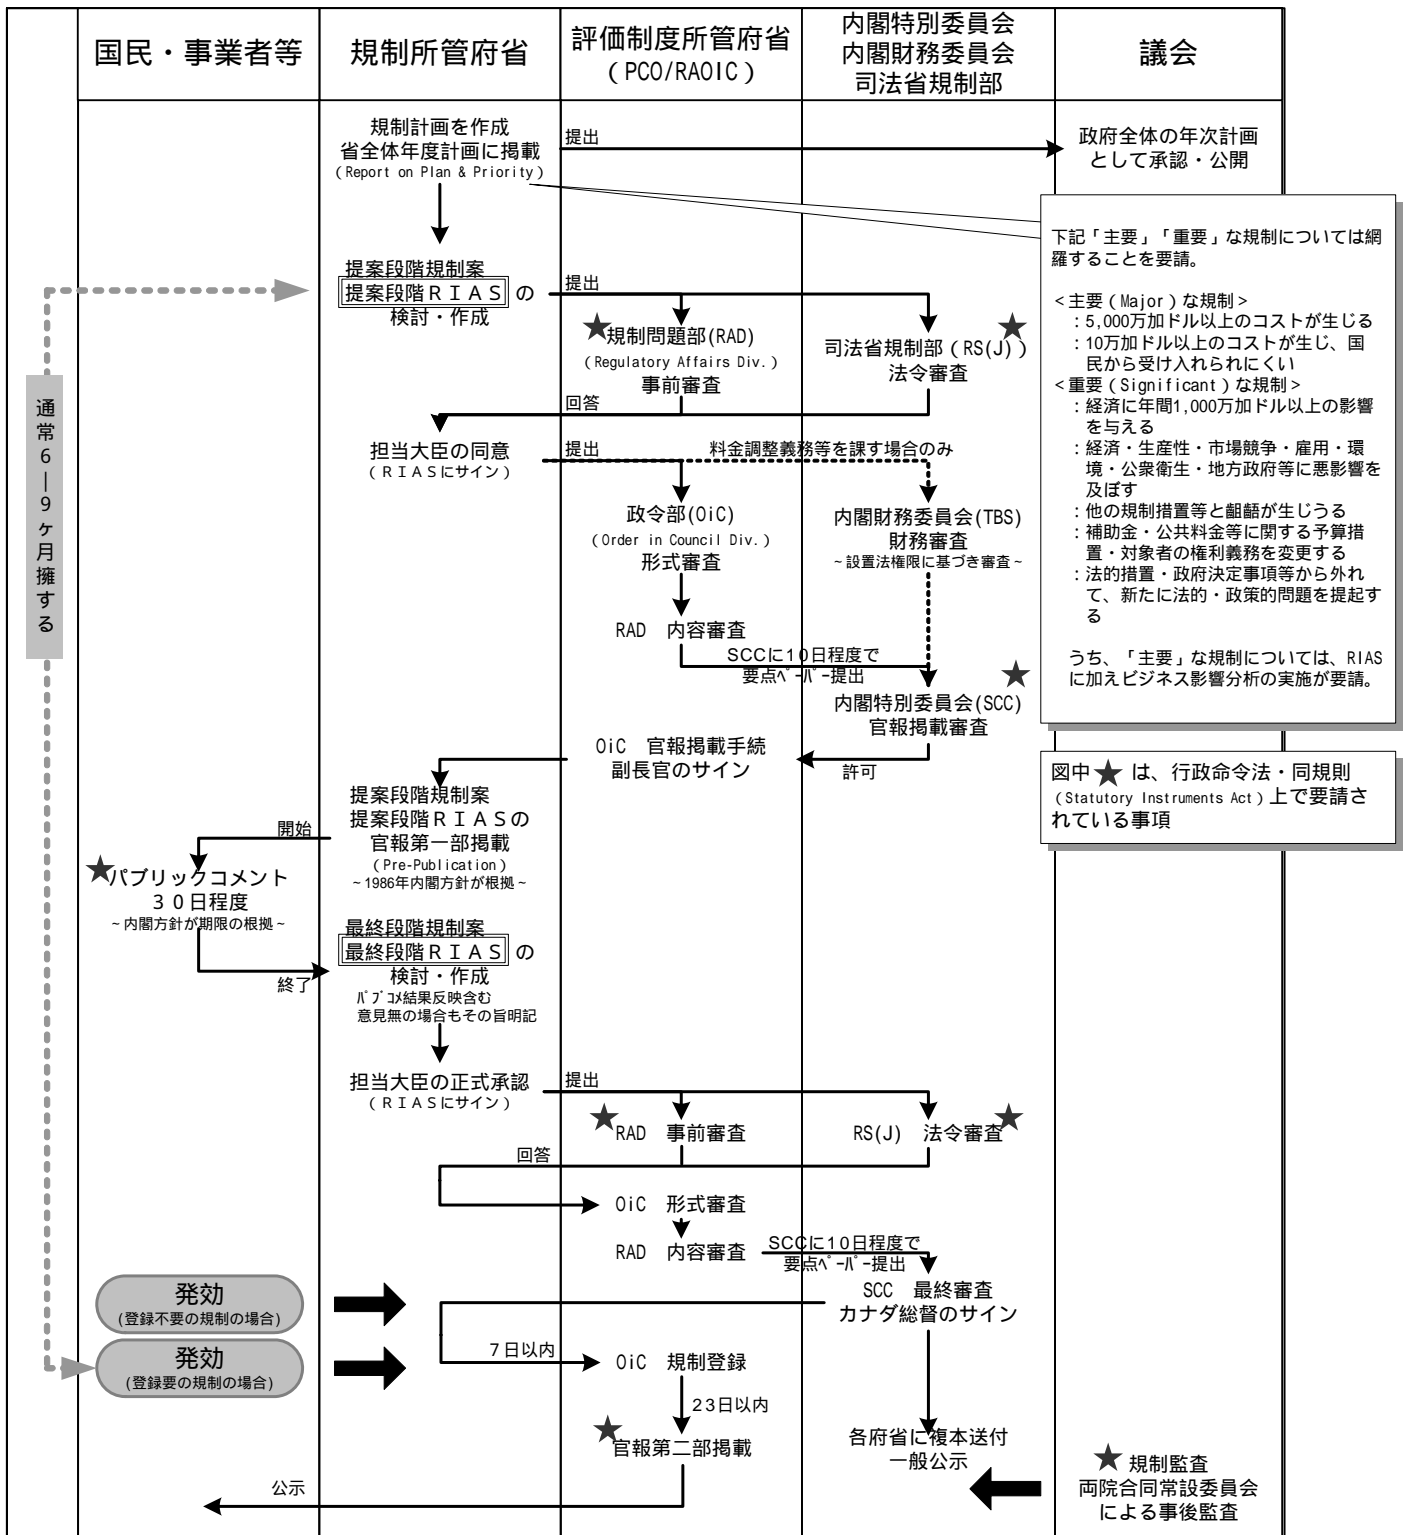 国民・事業者等
規制所管府省
評価制度所管府省
(PCO/RAOIC)
内閣特別委員会
内閣財務委員会
司法省規制部
議会
規制計画を作成
省全体年度計画に掲載
(Report on Plan & Priority)
提出
政府全体の年次計画
として承認・公開
下記「主要」「重要」な規制については網
羅することを要請。
<主要(Major)な規制>
:5,000万加ドル以上のコストが生じる
:10万加ドル以上のコストが生じ、国
民から受け入れられにくい
<重要(Significant)な規制>
:経済に年間1,000万加ドル以上の影響
を与える
:経済・生産性・市場競争・雇用・環
境・公衆衛生・地方政府等に悪影響を
及ぼす
:他の規制措置等と齟齬が生じうる
:補助金・公共料金等に関する予算措
置・対象者の権利義務を変更する
:法的措置・政府決定事項等から外れ
て、新たに法的・政策的問題を提起す
る
うち、「主要」な規制については、RIAS
に加えビジネス影響分析の実施が要請。
図中★は、行政命令法・同規則
(Statutory Instruments Act)上で要請さ
れている事項
通常6―9ヶ月擁する
提案段階規制案
提案段階RIASの
検討・作成
提出
★規制問題部(RAD)
(Regulatory Affairs Div.)
事前審査
★
司法省規制部(RS(J))
法令審査
回答
担当大臣の同意
(RIASにサイン)
提出
料金調整義務等を課す場合のみ
政令部(OiC)
(Order in Council Div.)
形式審査
内閣財務委員会(TBS)
財務審査
~設置法権限に基づき審査~
RAD 内容審査
SCCに10日程度で
要点ペーパー提出
★
内閣特別委員会(SCC)
官報掲載審査
OiC 官報掲載手続
副長官のサイン
許可
提案段階規制案
提案段階RIASの
官報第一部掲載
(Pre-Publication)
~1986年内閣方針が根拠~
開始
★パブリックコメント
30日程度
~内閣方針が期限の根拠~
終了
最終段階規制案
最終段階RIASの
検討・作成
パブコメ結果反映含む
意見無の場合もその旨明記
担当大臣の正式承認
(RIASにサイン)
提出
★RAD 事前審査
RS(J) 法令審査★
回答
OiC 形式審査
RAD 内容審査
SCCに10日程度で
要点ペーパー提出
SCC 最終審査
カナダ総督のサイン
発効
(登録不要の規制の場合)
発効
(登録要の規制の場合)
7日以内
OiC 規制登録
23日以内
★官報第二部掲載
各府省に複本送付
一般公示
★ 規制監査
両院合同常設委員会
による事後監査
公示